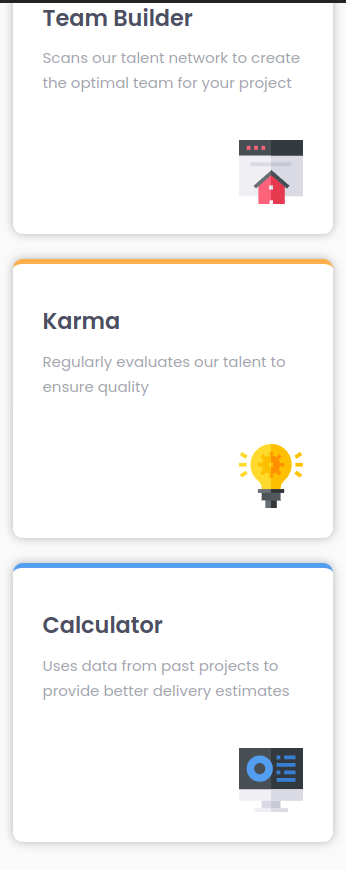 Team Builder
Scans our talent network to create
the optimal team for your project
Karma
Regularly evaluates our talent to
ensure quality
Calculator
Uses data from past projects to
provide better delivery estimates